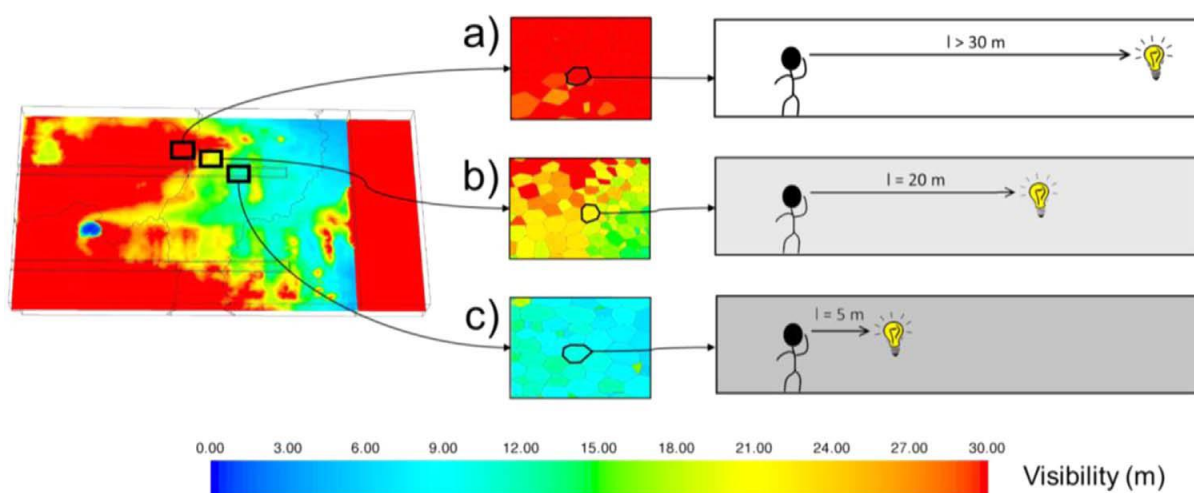 a)
l > 30 m
b)
l = 20 m
c)
l = 5 m
0.00 3.00 6.00 9.00 12.00 15.00 18.00 21.00 24.00 27.00 30.00
Visibility (m)